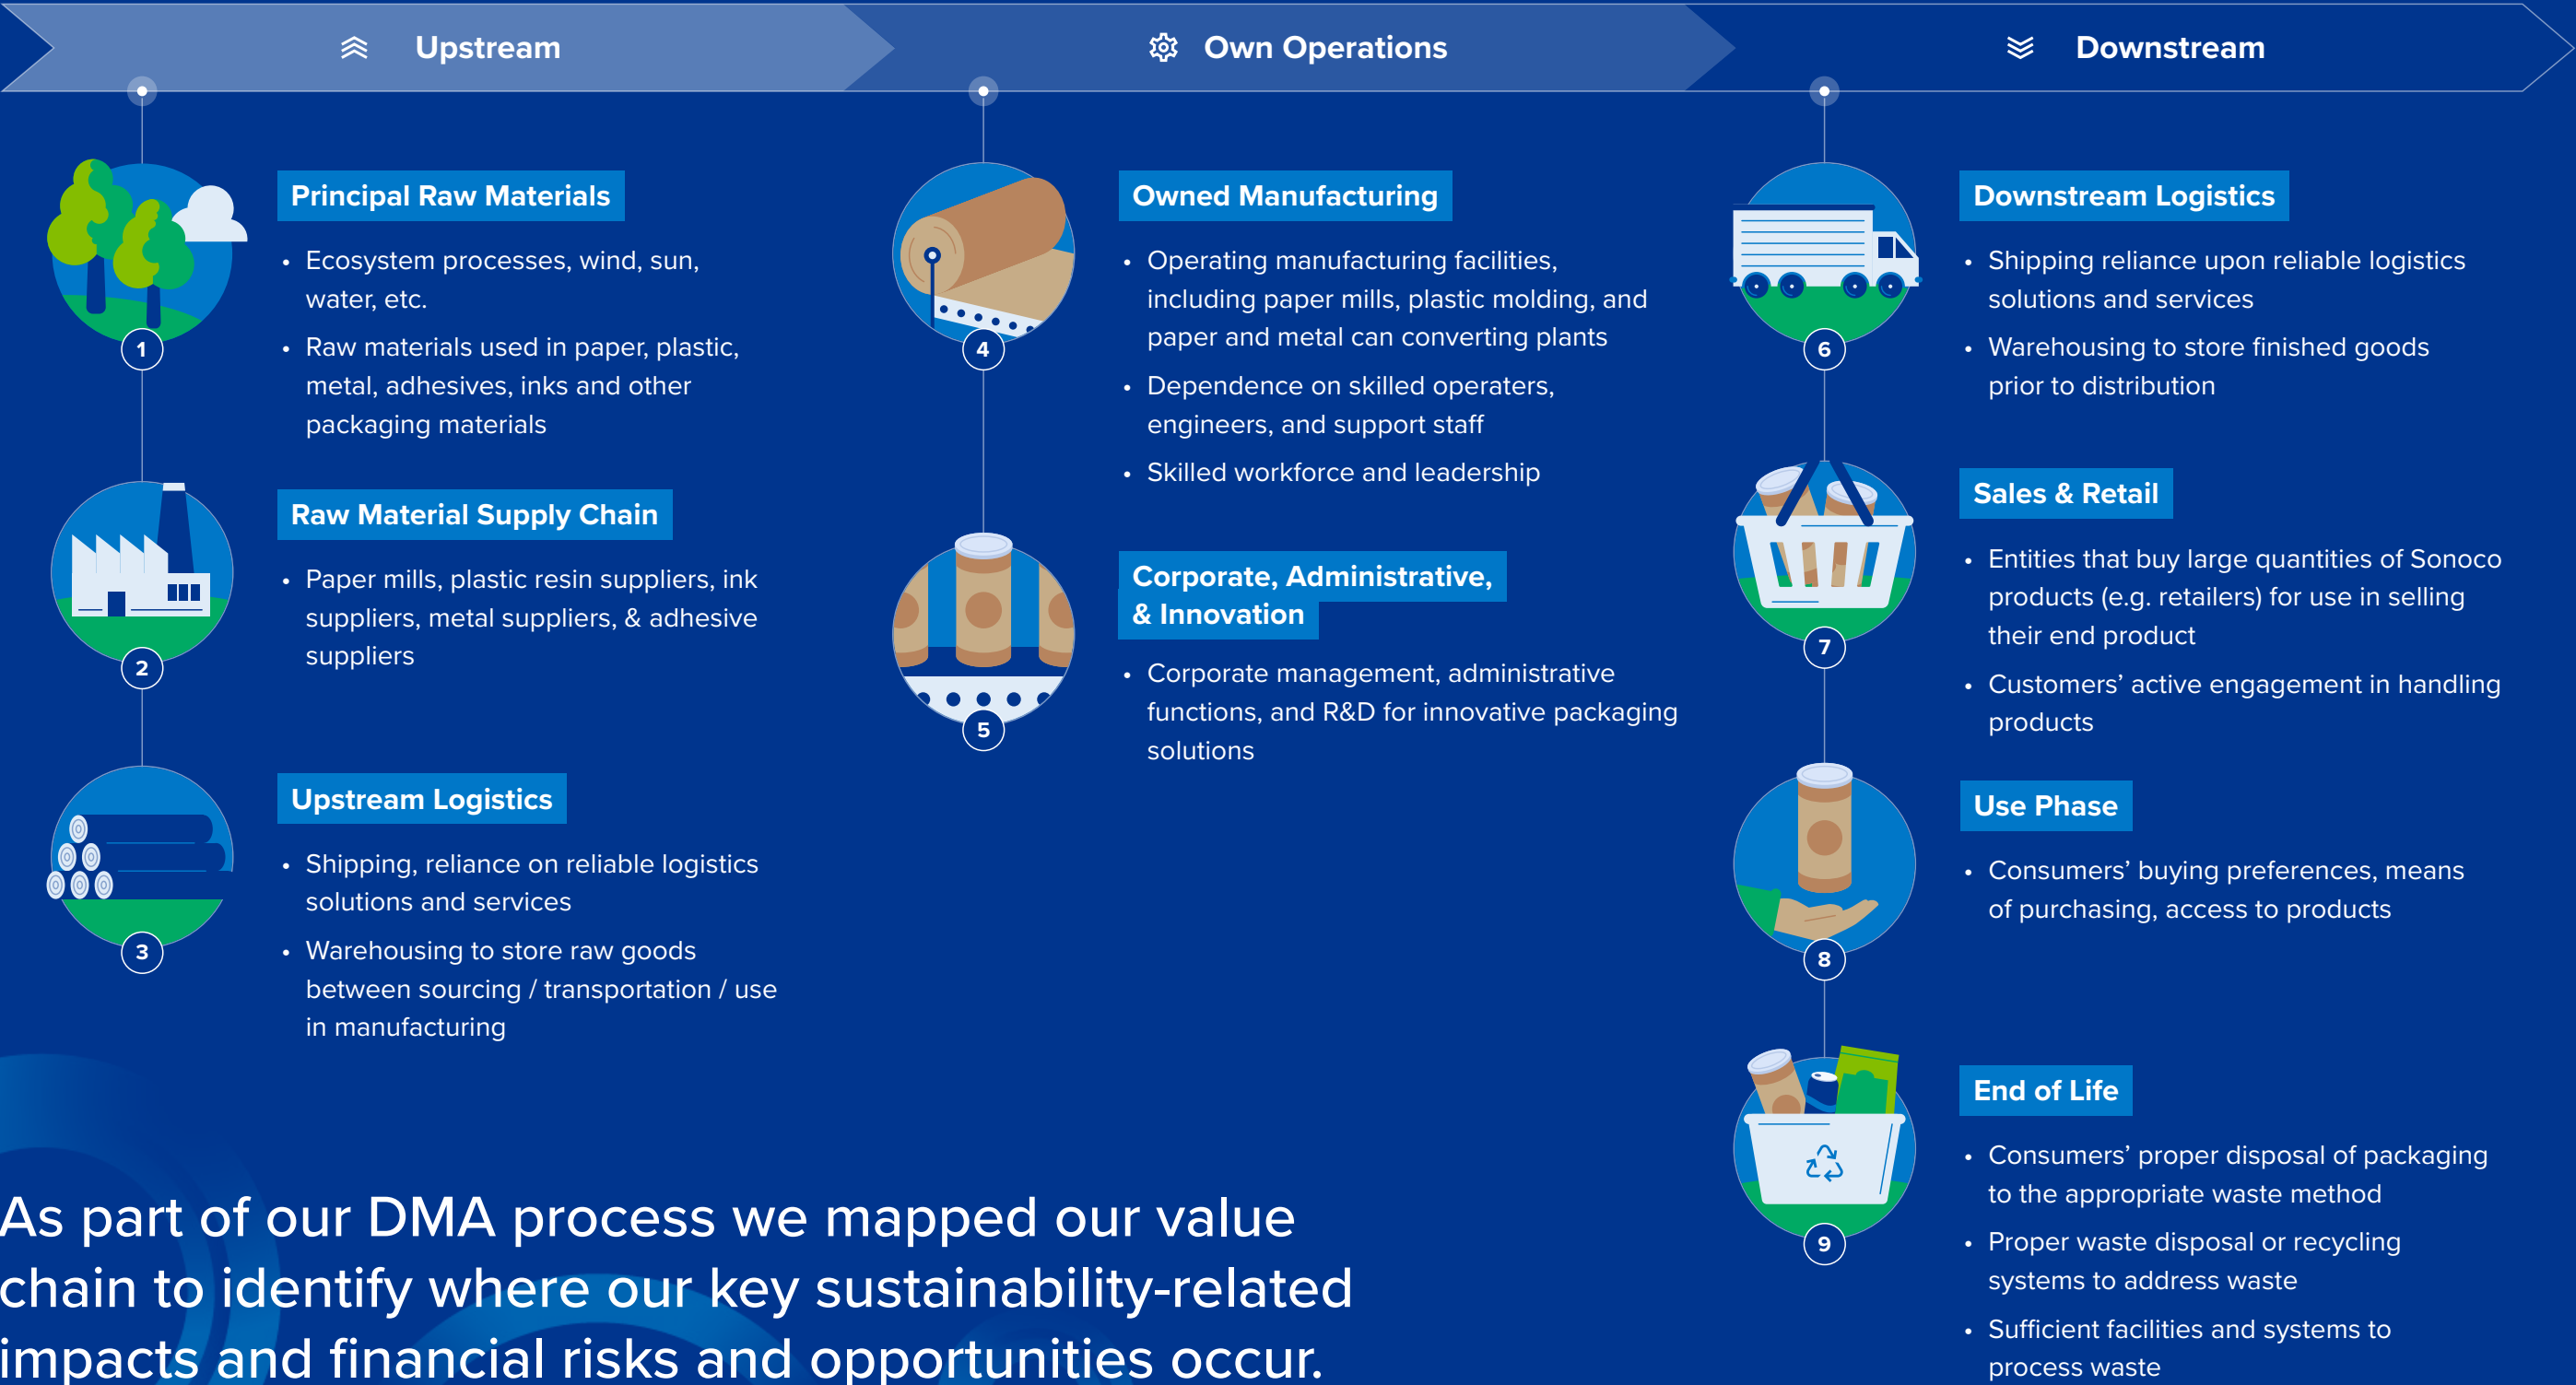 Upstream
Own Operations
Downstream
1
Principal Raw Materials
• Ecosystem processes, wind, sun,
water, etc.
• Raw materials used in paper, plastic,
metal, adhesives, inks and other
packaging materials
2
Raw Material Supply Chain
• Paper mills, plastic resin suppliers, ink
suppliers, metal suppliers, & adhesive
suppliers
3
Upstream Logistics
• Shipping, reliance on reliable logistics
solutions and services
• Warehousing to store raw goods
between sourcing / transportation / use
in manufacturing
4
Owned Manufacturing
• Operating manufacturing facilities,
including paper mills, plastic molding, and
paper and metal can converting plants
• Dependence on skilled operaters,
engineers, and support staff
• Skilled workforce and leadership
5
Corporate, Administrative,
& Innovation
• Corporate management, administrative
functions, and R&D for innovative packaging
solutions
6
Downstream Logistics
• Shipping reliance upon reliable logistics
solutions and services
• Warehousing to store finished goods
prior to distribution
7
Sales & Retail
• Entities that buy large quantities of Sonoco
products (e.g. retailers) for use in selling
their end product
• Customers’ active engagement in handling
products
8
Use Phase
• Consumers’ buying preferences, means
of purchasing, access to products
9
End of Life
• Consumers’ proper disposal of packaging
to the appropriate waste method
• Proper waste disposal or recycling
systems to address waste
• Sufficient facilities and systems to
process waste
As part of our DMA process we mapped our value
chain to identify where our key sustainability-related
impacts and financial risks and opportunities occur.